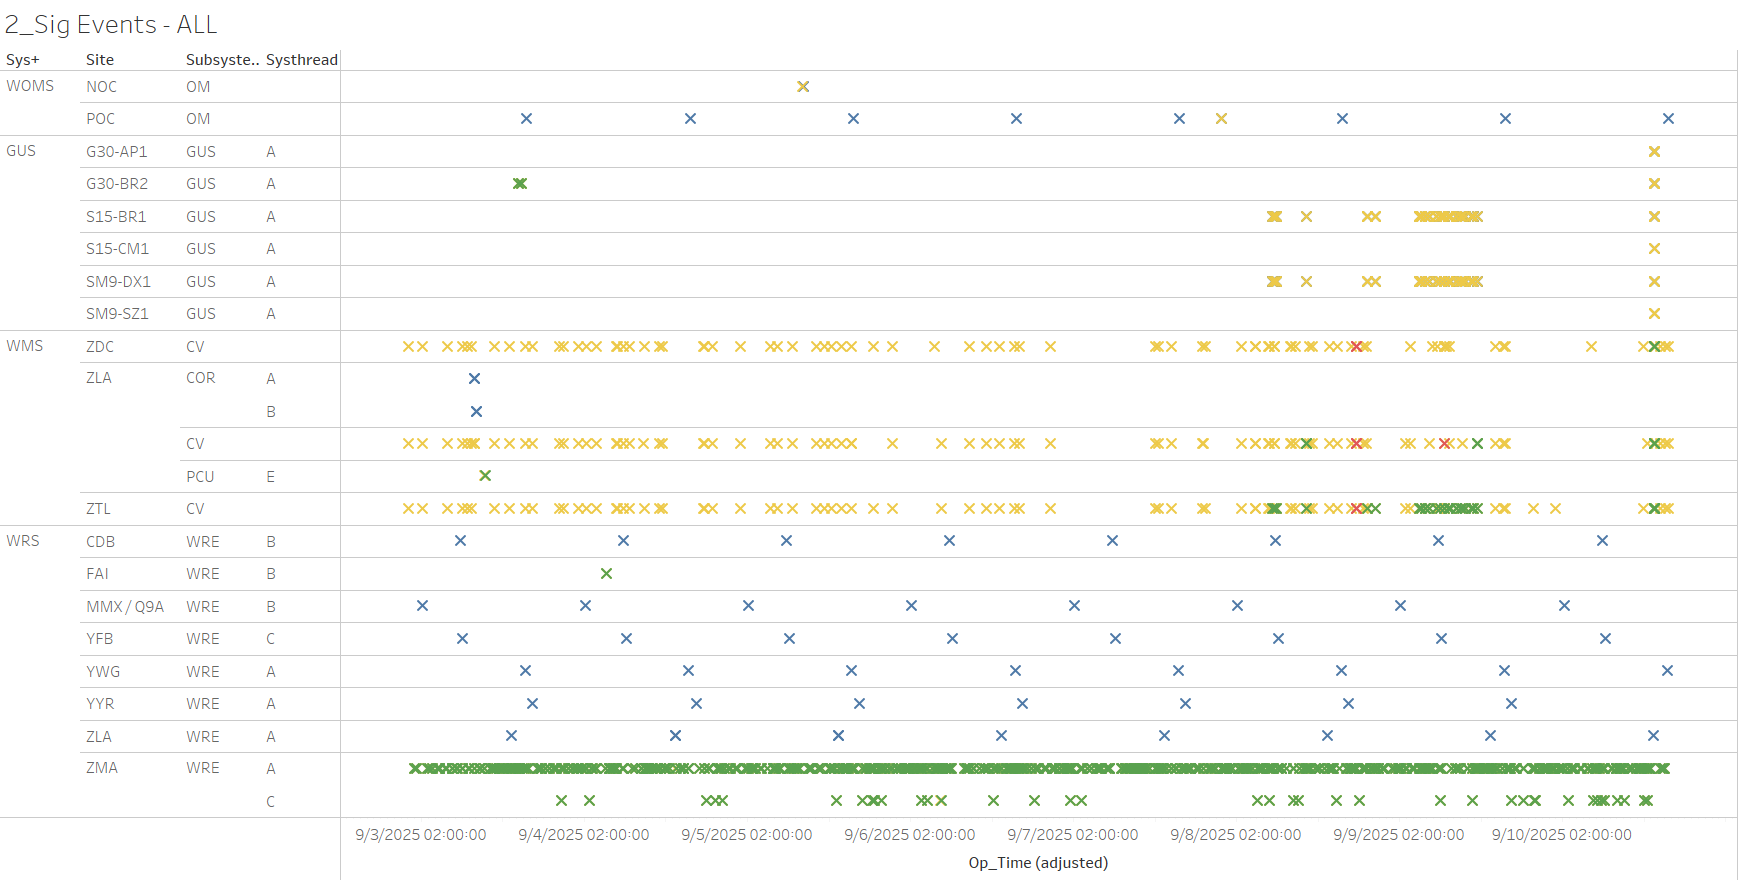 2_Sig Events - ALL
Sys+ Site Subsyste.. Systhread
WOMS NOC OM
POC OM
GUS G30-AP1 GUS A
G30-BR2 GUS A
S15-BR1 GUS A
S15-CM1 GUS A
SM9-DX1 GUS A
SM9-SZ1 GUS A
WMS ZDC CV
ZLA COR A
B
CV
PCU E
ZTL CV
WRS CDB WRE B
FAI WRE B
MMX / Q9A WRE B
YFB WRE C
YWG WRE A
YYR WRE A
ZLA WRE A
ZMA WRE A
C
9/3/2025 02:00:00 9/4/2025 02:00:00 9/5/2025 02:00:00 9/6/2025 02:00:00 9/7/2025 02:00:00 9/8/2025 02:00:00 9/9/2025 02:00:00 9/10/2025 02:00:00
Op_Time (adjusted)